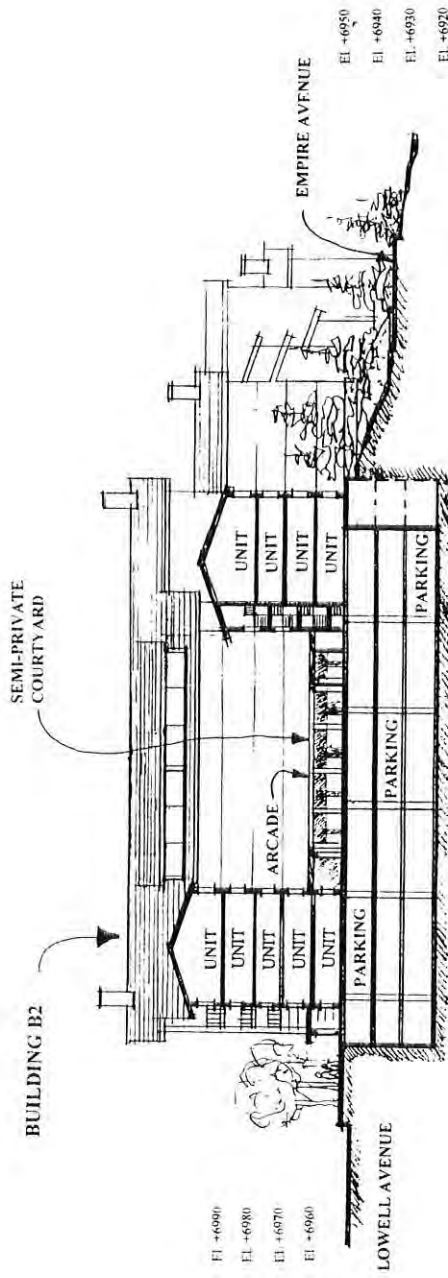 BUILDING B2
SEMI-PRIVATE
COURTYARD
EL +6990
EL +6980
EL +6970
EL +6960
UNIT
UNIT
UNIT
UNIT
UNIT
ARCADE
UNIT
UNIT
UNIT
UNIT
PARKING
PARKING
PARKING
LOWELL AVENUE
EMPIRE AVENUE
EL +6950
EL +6940
EL +6930
EL +6920